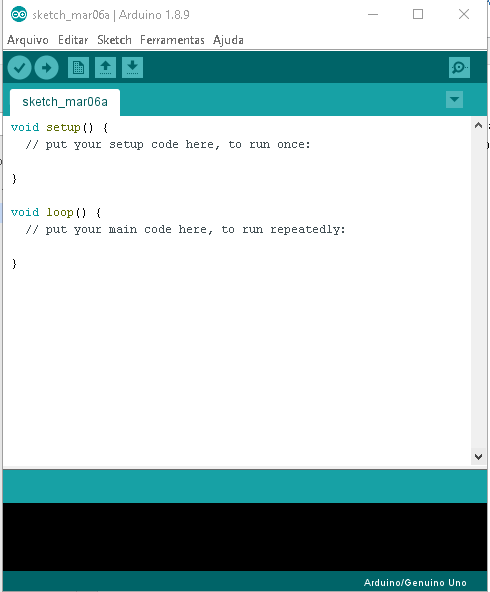 sketch_mar06a | Arduino 1.8.9
Arquivo Editar Sketch Ferramentas Ajuda
sketch_mar06a
void setup() {
// put your setup code here, to run once:
}
void loop() {
// put your main code here, to run repeatedly:
}
Arduino/Genuino Uno